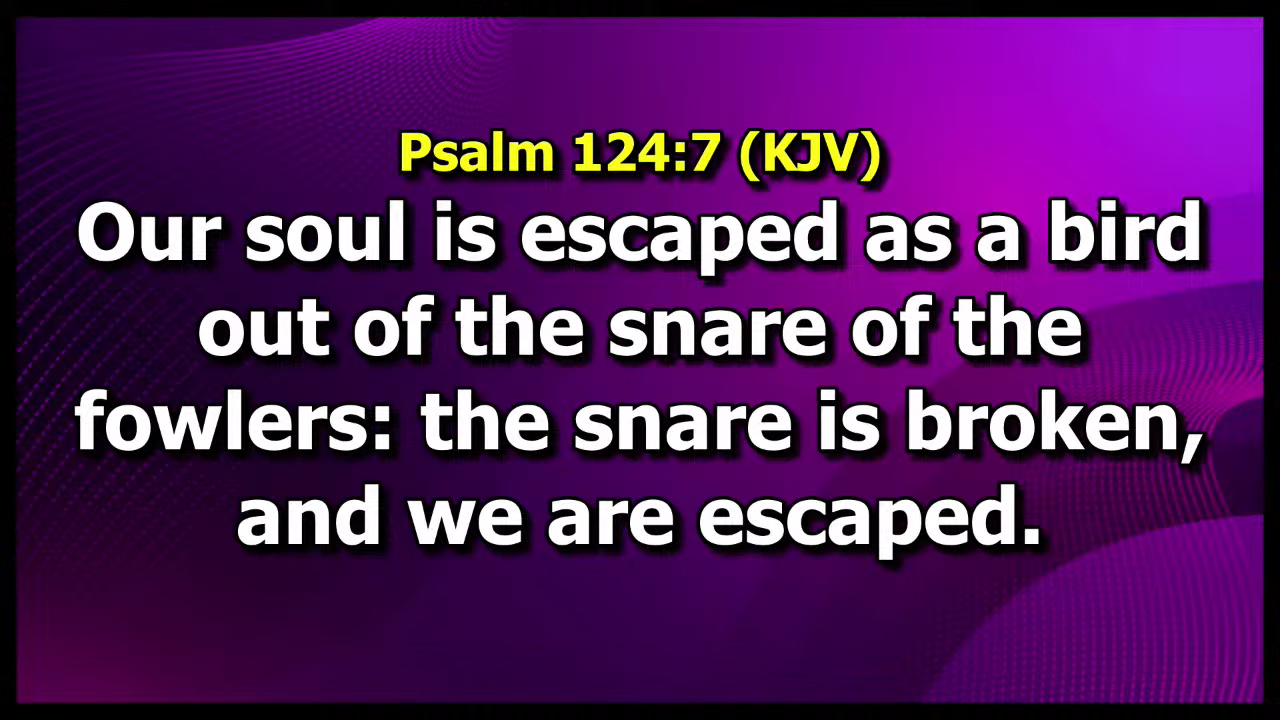 Psalm 124:7 (KJV)
Our soul is escaped as a bird
out of the snare of the
fowlers: the snare is broken,
and we are escaped.